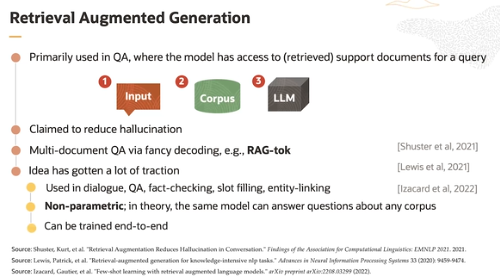 Retrieval Augmented Generation
Primarily used in QA, where the model has access to (retrieved) support documents for a query
1 2 3
Input Corpus LLM
Claimed to reduce hallucination
Multi-document QA via fancy decoding, e.g., RAG-tok
[Shuster et al, 2021]
Idea has gotten a lot of traction
[Lewis et al, 2021]
Used in dialogue, QA, fact-checking, slot filling, entity-linking
[Izacard et al, 2022]
Non-parametric; in theory, the same model can answer questions about any corpus
Can be trained end-to-end
Source: Shuster, Kurt, et al. "Retrieval Augmentation Reduces Hallucination in Conversation." Findings of the Association for Computational Linguistics: EMNLP 2021. 2021.
Source: Lewis, Patrick, et al. "Retrieval-augmented generation for knowledge-intensive nlp tasks." Advances in Neural Information Processing Systems 33 (2020): 9459-9474.
Source: Izacard, Gautier, et al. "Few-shot learning with retrieval augmented language models." arXiv preprint arXiv:2208.03299 (2022).